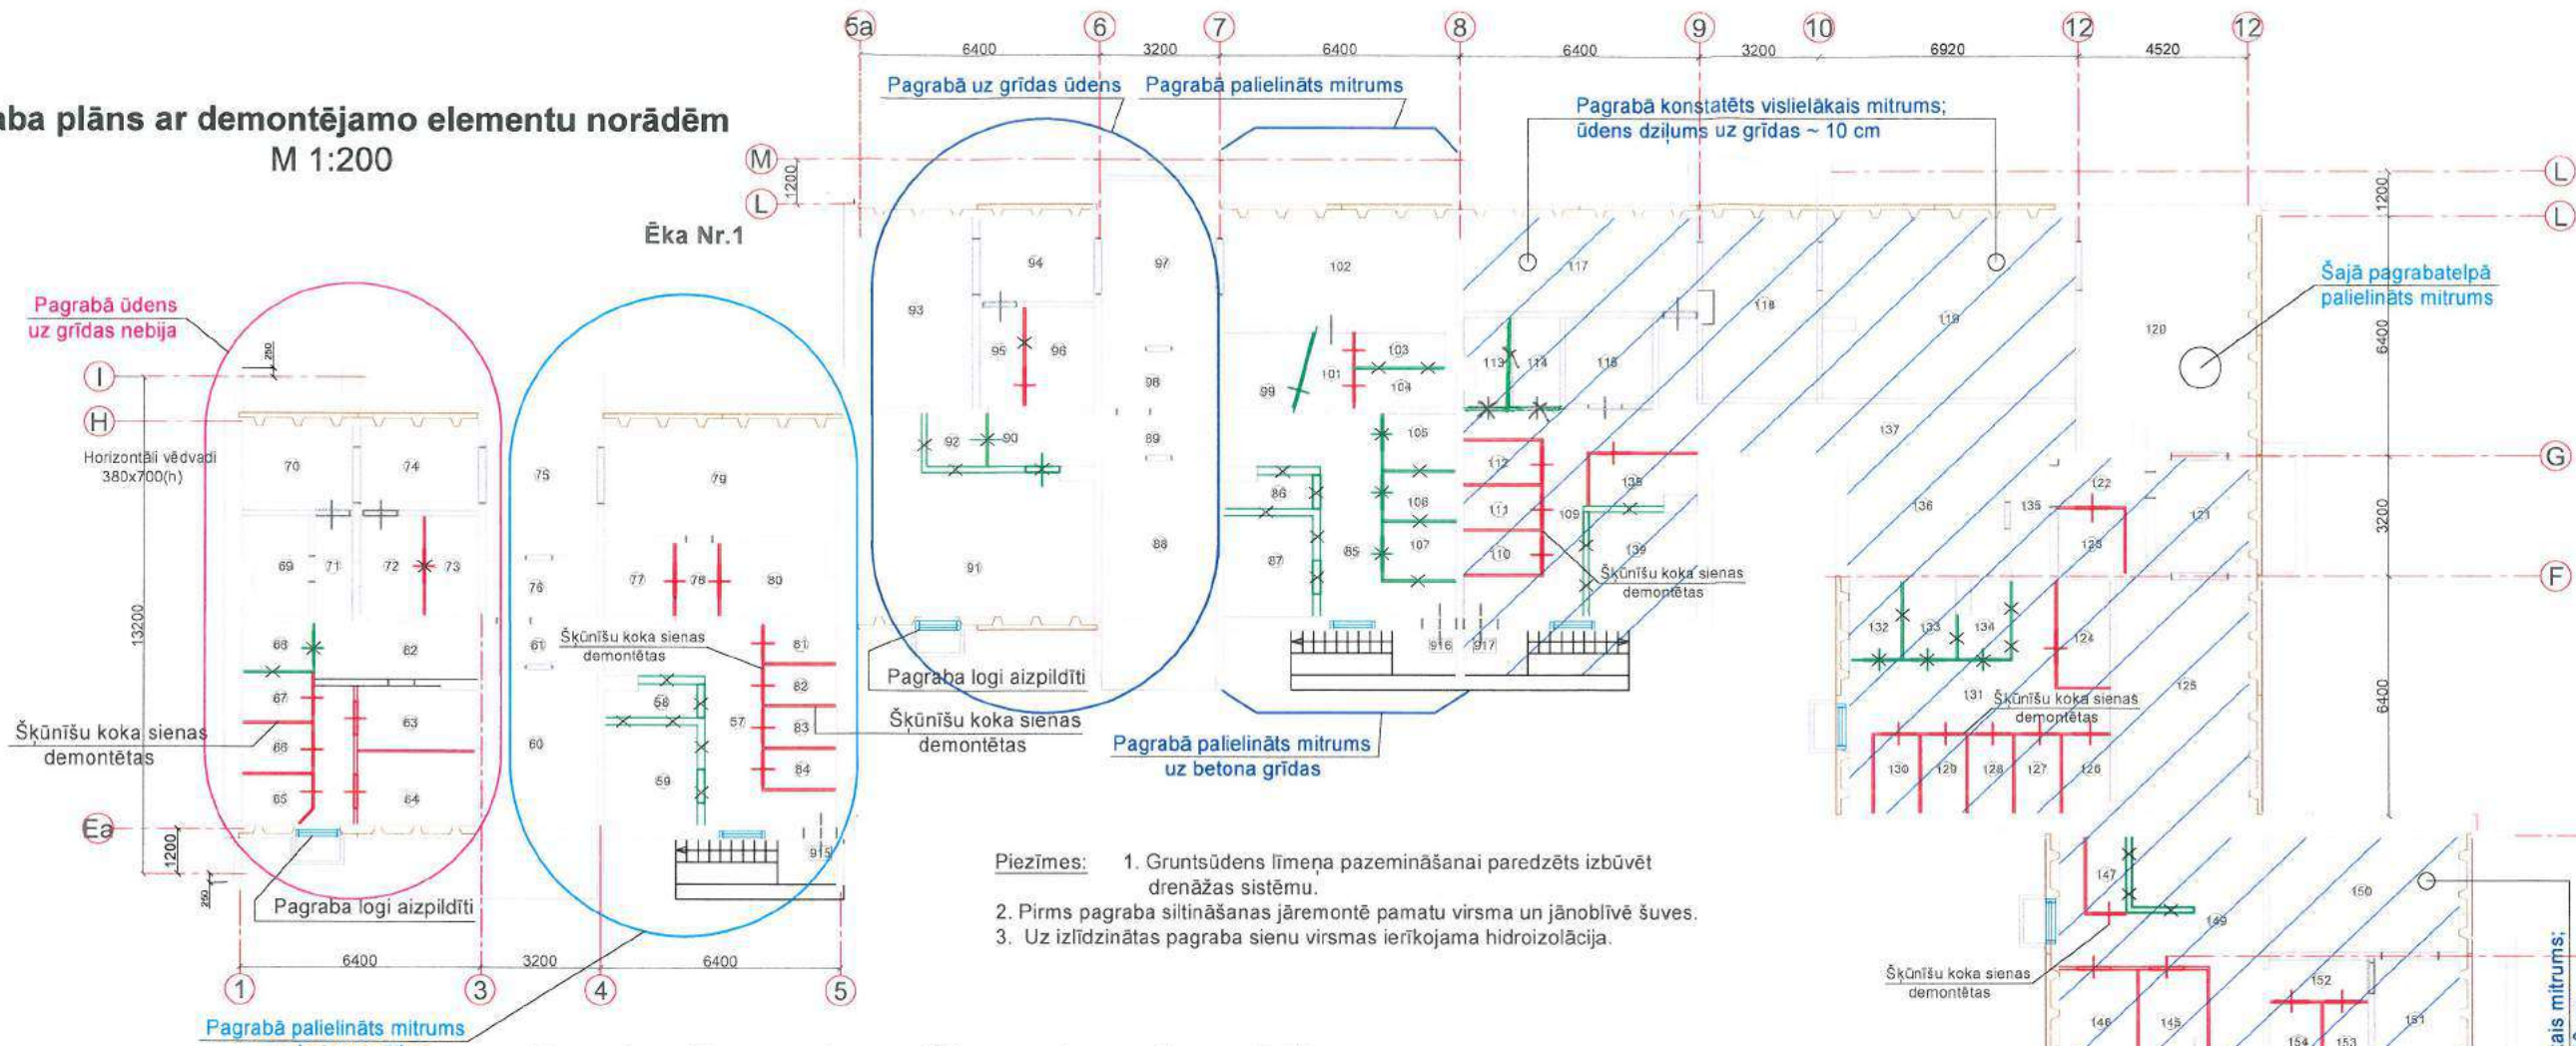 5a
6
7
8
9
10
12
12
6400
3200
6400
6400
3200
6920
4520
plāns ar demontējamo elementu norādēm
M 1:200
Pagrabā uz grīdas ūdens
Pagrabā palielināts mitrums
Pagrabā konstatēts vislielākais mitrums;
ūdens dziļums uz grīdas ~ 10 cm
M
L
1200
Ēka Nr.1
L
L
1200
Šajā pagrabatelpā
palielināts mitrums
Pagrabā ūdens
uz grīdas nebija
250
I
H
Horizontāli vēdvadi
380x700(h)
13200
94
97
93
95
96
98
92
90
89
91
88
102
103
101
104
99
105
86
106
87
85
107
117
118
119
120
113
114
115
112
111
109
110
138
139
137
136
135
122
123
121
6400
G
3200
F
6400
70
74
69
71
72
73
68
62
67
63
66
65
64
75
79
76
77
78
80
61
81
82
58
57
83
60
59
84
915
916
917
132
133
134
124
131
125
130
129
128
127
126
Šķūnīšu koka sienas
demontētas
Šķūnīšu koka sienas
demontētas
Šķūnīšu koka sienas
demontētas
Šķūnīšu koka sienas
demontētas
Šķūnīšu koka sienas
demontētas
Pagraba logi aizpildīti
Pagrabā palielināts mitrums
uz betona grīdas
Ea
1200
250
Pagraba logi aizpildīti
6400
3200
6400
1
3
4
5
Pagrabā palielināts mitrums
Piezīmes: 1. Gruntsūdens līmeņa pazemināšanai paredzēts izbūvēt
drenāžas sistēmu.
2. Pirms pagraba siltināšanas jāremontē pamatu virsma un jānoblīvē šuves.
3. Uz izlīdzinātas pagraba sienu virsmas ierīkojama hidroizolācija.
147
150
149
Šķūnīšu koka sienas
demontētas
152
146
145
154
153
151
mitrums;